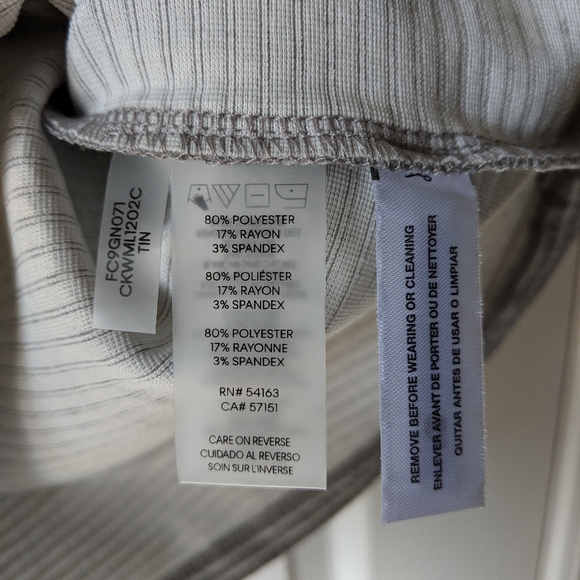 FC9GN071
CKWML1202C
TIN
80% POLYESTER
17% RAYON
3% SPANDEX
80% POLIÉSTER
17% RAYON
3% SPANDEX
80% POLYESTER
17% RAYONNE
3% SPANDEX
RN# 54163
CA# 57151
CARE ON REVERSE
CUIDADO AL REVERSO
SOIN SUR L'INVERSE
REMOVE BEFORE WEARING OR CLEANING
ENLEVER AVANT DE PORTER OU DE NETTOYER
QUITAR ANTES DE USAR O LIMPIAR